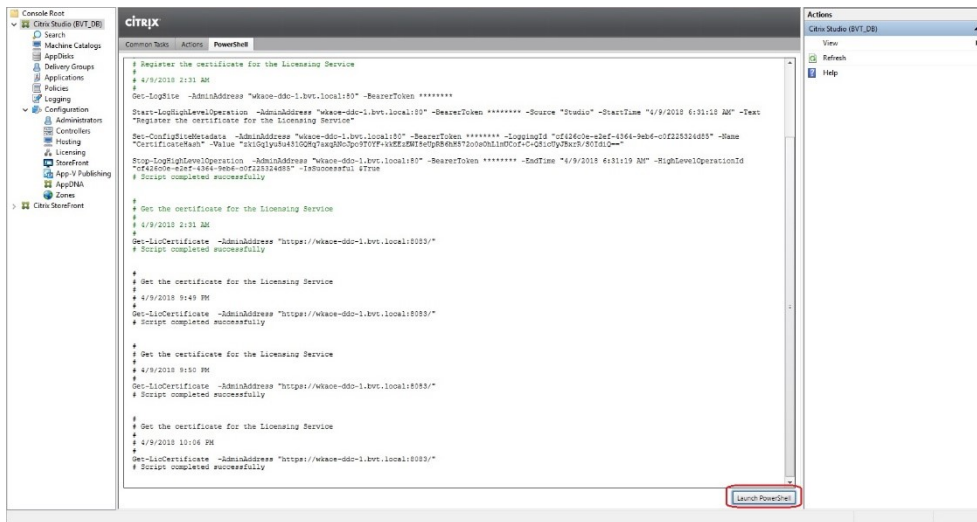 Console Root
Citrix Studio (BVT_DB)
Search
Machine Catalogs
AppDisks
Delivery Groups
Applications
Policies
Logging
Configuration
Administrators
Controllers
Hosting
Licensing
StoreFront
App-V Publishing
AppDNA
Zones
Citrix StoreFront
CİTRIX
Common Tasks Actions PowerShell
# Register the certificate for the Licensing Service
#
# 4/9/2018 2:31 AM
#
Get-LogSite -AdminAddress "wkace-ddc-1.bvt.local:80" -BearerToken ********
Start-LogHighLevelOperation -AdminAddress "wkace-ddc-1.bvt.local:80" -BearerToken ******** -Source "Studio" -StartTime "4/9/2018 6:31:18 AM" -Text
"Register the certificate for the Licensing Service"
Set-ConfigSiteMetadata -AdminAddress "wkace-ddc-1.bvt.local:80" -BearerToken ******** -LoggingId "cf426c0e-e2ef-4364-9eb6-c0f225324d85" -Name
"CertificateHash" -Value
Stop-LogHighLevelOperation -AdminAddress "wkace-ddc-1.bvt.local:80" -BearerToken ******** -EndTime "4/9/2018 6:31:19 AM" -HighLevelOperationId
"cf426c0e-e2ef-4364-9eb6-c0f225324d85" -IsSuccessful $True
# Script completed successfully
#
# Get the certificate for the Licensing Service
#
# 4/9/2018 2:31 AM
#
Get-LicCertificate -AdminAddress "https://wkace-ddc-1.bvt.local:8083/"
# Script completed successfully
#
# Get the certificate for the Licensing Service
#
# 4/9/2018 9:49 PM
#
Get-LicCertificate -AdminAddress "https://wkace-ddc-1.bvt.local:8083/"
# Script completed successfully
#
# Get the certificate for the Licensing Service
#
# 4/9/2018 9:50 PM
#
Get-LicCertificate -AdminAddress "https://wkace-ddc-1.bvt.local:8083/"
# Script completed successfully
#
# Get the certificate for the Licensing Service
#
# 4/9/2018 10:06 PM
#
Get-LicCertificate -AdminAddress "https://wkace-ddc-1.bvt.local:8083/"
# Script completed successfully
Launch PowerShell
Actions
Citrix Studio (BVT_DB)
View
Refresh
Help